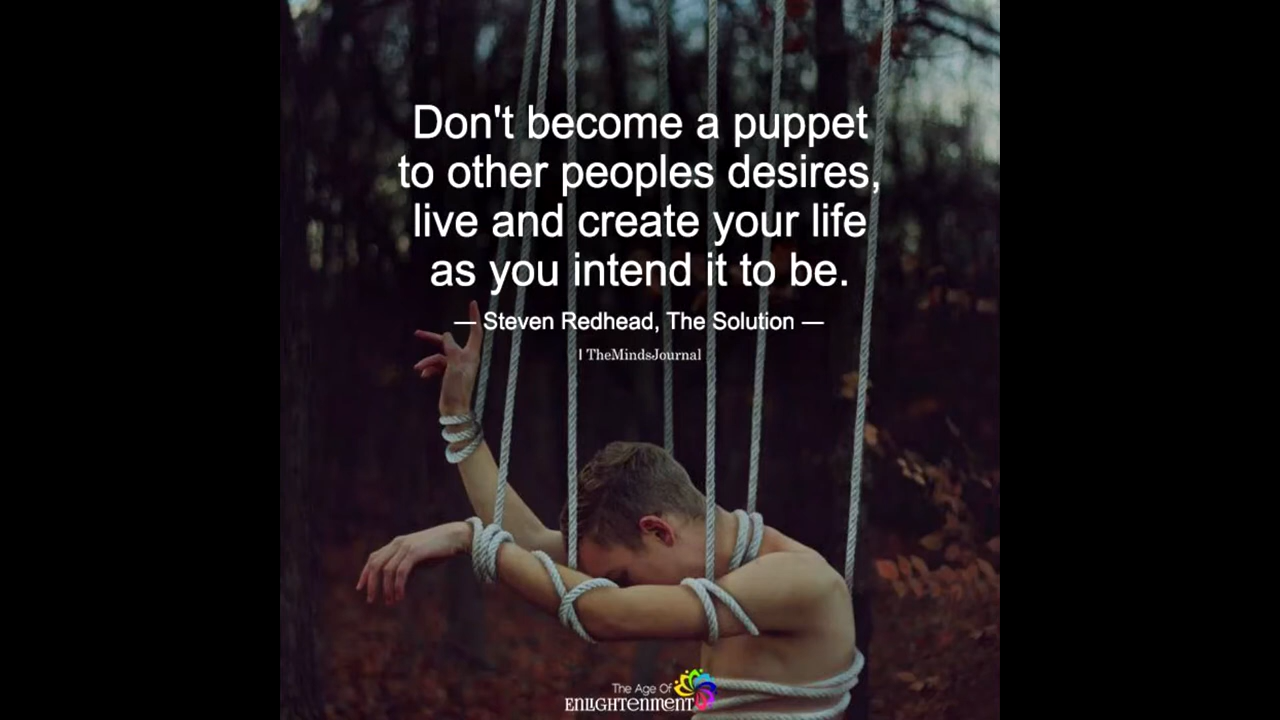 Don't become a puppet
to other peoples desires,
live and create your life
as you intend it to be.
— Steven Redhead, The Solution —
| TheMindsJournal
The Age Of
ENLIGHTENMENT